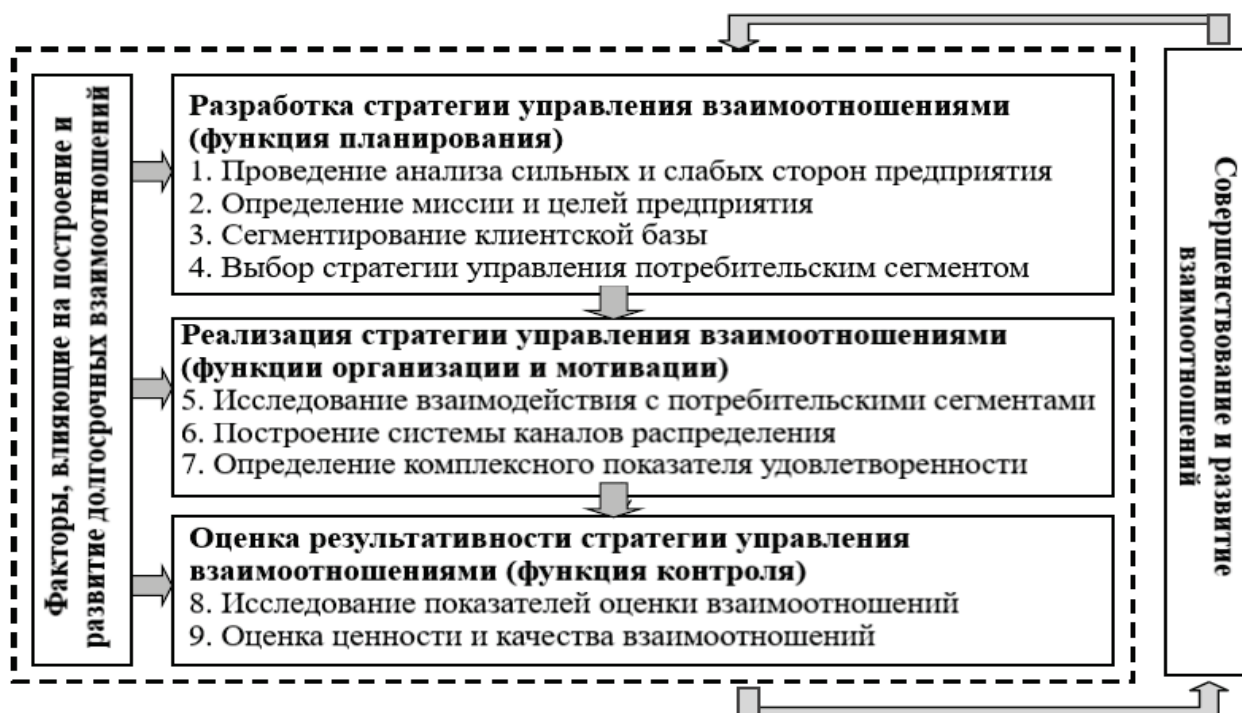 Факторы, влияющие на построение и
развитие долгосрочных взаимоотношений
Разработка стратегии управления взаимоотношениями
(функция планирования)
1. Проведение анализа сильных и слабых сторон предприятия
2. Определение миссии и целей предприятия
3. Сегментирование клиентской базы
4. Выбор стратегии управления потребительским сегментом
Реализация стратегии управления взаимоотношениями
(функции организации и мотивации)
5. Исследование взаимодействия с потребительскими сегментами
6. Построение системы каналов распределения
7. Определение комплексного показателя удовлетворенности
Оценка результативности стратегии управления
взаимоотношениями (функция контроля)
8. Исследование показателей оценки взаимоотношений
9. Оценка ценности и качества взаимоотношений
Совершенствование и развитие
взаимоотношений